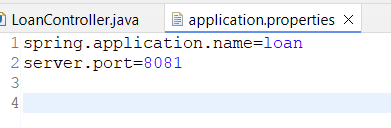 LoanController.java
application.properties
1 spring.application.name=loan
2 server.port=8081
3
4